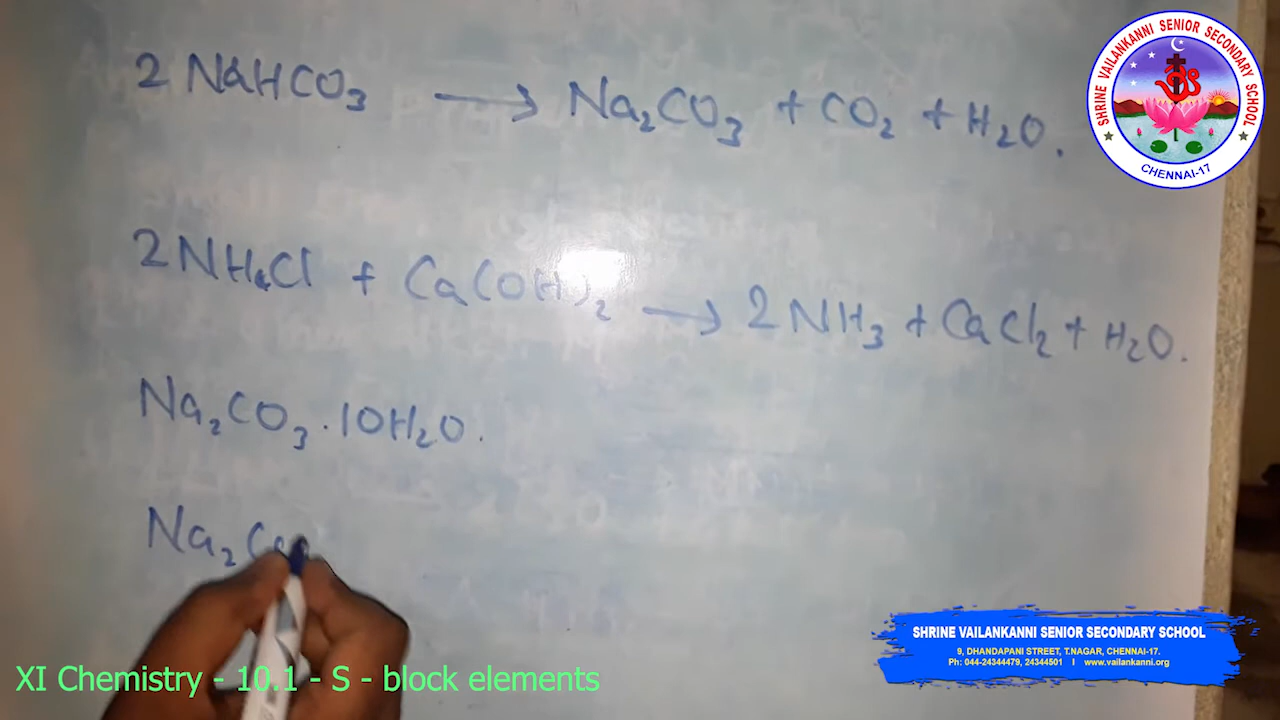 2 NaHCO3 → Na2CO3 + CO2 + H2O.
2NH4Cl + Ca(OH)2 → 2NH3 + CaCl2 + H2O.
Na2CO3.10H2O.
Na2CO
SHRINE VAILANKANNI SENIOR SECONDARY SCHOOL
CHENNAI-17
SHRINE VAILANKANNI SENIOR SECONDARY SCHOOL
9, DHANDAPANI STREET, T.NAGAR, CHENNAI-17.
Ph: 044-24344479, 24344501 I www.vailankanni.org
XI Chemistry - 10.1 - S - block elements